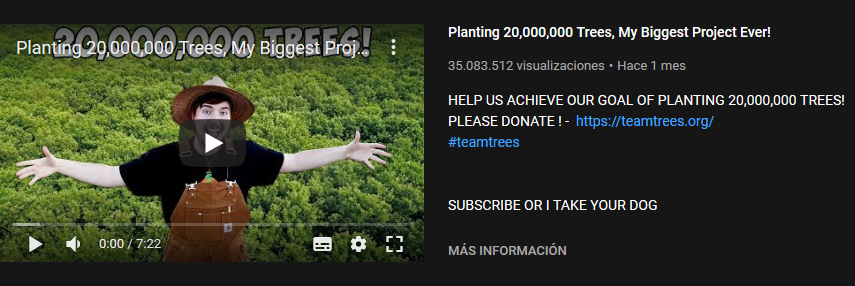 20,000,000 TREES!
Planting 20,000,000 Trees, My Biggest Proj...
0:00 / 7:22
Planting 20,000,000 Trees, My Biggest Project Ever!
35.083.512 visualizaciones • Hace 1 mes
HELP US ACHIEVE OUR GOAL OF PLANTING 20,000,000 TREES!
PLEASE DONATE ! - https://teamtrees.org/
#teamtrees
SUBSCRIBE OR I TAKE YOUR DOG
MÁS INFORMACIÓN